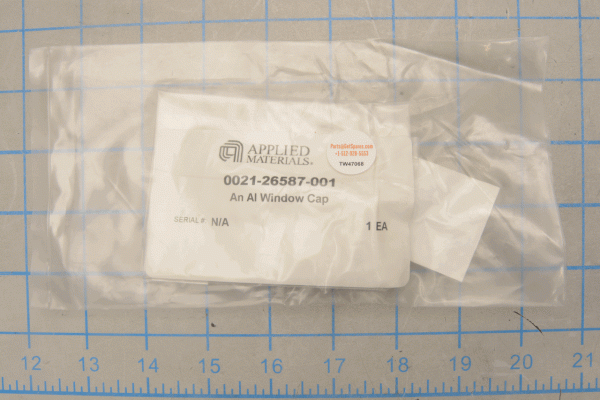 APPLIED
MATERIALS®
0021-26587-001
An Al Window Cap
SERIAL # N/A
1 EA
TW47065
12 13 14 15 16 17 18 19 20 21